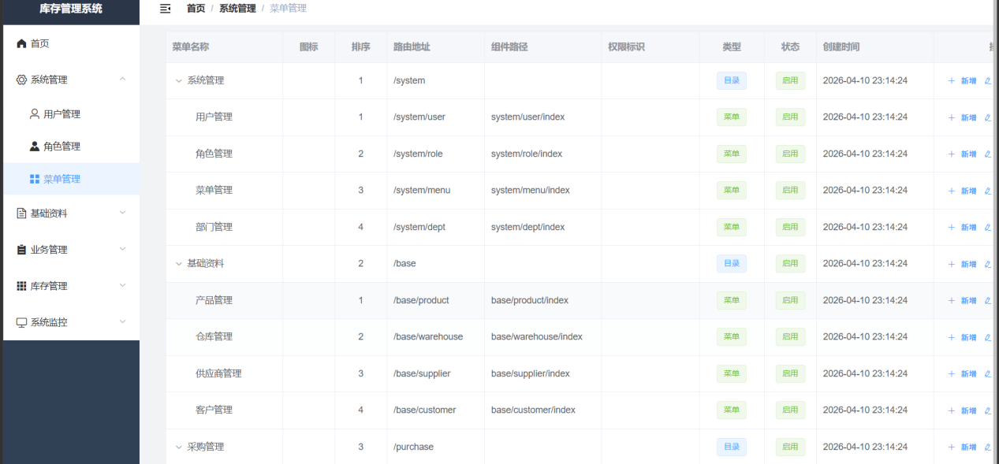 库存管理系统
首页 / 系统管理 / 菜单管理
首页
系统管理
用户管理
角色管理
菜单管理
基础资料
业务管理
库存管理
系统监控
菜单名称 图标 排序 路由地址 组件路径 权限标识 类型 状态 创建时间
系统管理 1 /system 目录 启用 2026-04-10 23:14:24 + 新增
用户管理 1 /system/user system/user/index 菜单 启用 2026-04-10 23:14:24 + 新增
角色管理 2 /system/role system/role/index 菜单 启用 2026-04-10 23:14:24 + 新增
菜单管理 3 /system/menu system/menu/index 菜单 启用 2026-04-10 23:14:24 + 新增
部门管理 4 /system/dept system/dept/index 菜单 启用 2026-04-10 23:14:24 + 新增
基础资料 2 /base 目录 启用 2026-04-10 23:14:24 + 新增
产品管理 1 /base/product base/product/index 菜单 启用 2026-04-10 23:14:24 + 新增
仓库管理 2 /base/warehouse base/warehouse/index 菜单 启用 2026-04-10 23:14:24 + 新增
供应商管理 3 /base/supplier base/supplier/index 菜单 启用 2026-04-10 23:14:24 + 新增
客户管理 4 /base/customer base/customer/index 菜单 启用 2026-04-10 23:14:24 + 新增
采购管理 3 /purchase 目录 启用 2026-04-10 23:14:24 + 新增